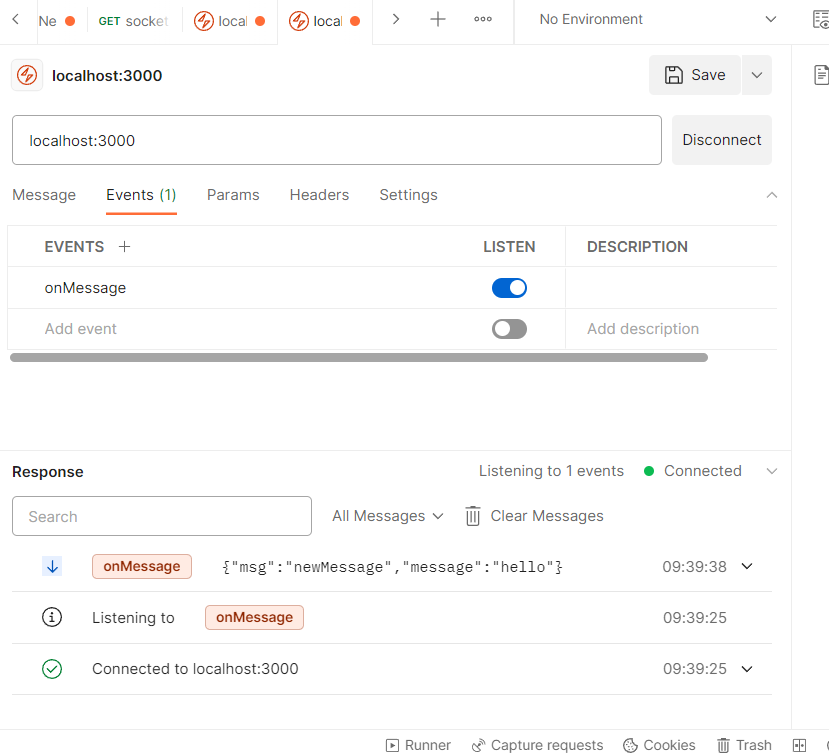 Ne GET socket local local No Environment
localhost:3000 Save
localhost:3000 Disconnect
Message Events (1) Params Headers Settings
EVENTS LISTEN DESCRIPTION
onMessage
Add event Add description
Response Listening to 1 events Connected
Search All Messages Clear Messages
onMessage {"msg":"newMessage","message":"hello"} 09:39:38
Listening to onMessage 09:39:25
Connected to localhost:3000 09:39:25
Runner Capture requests Cookies Trash